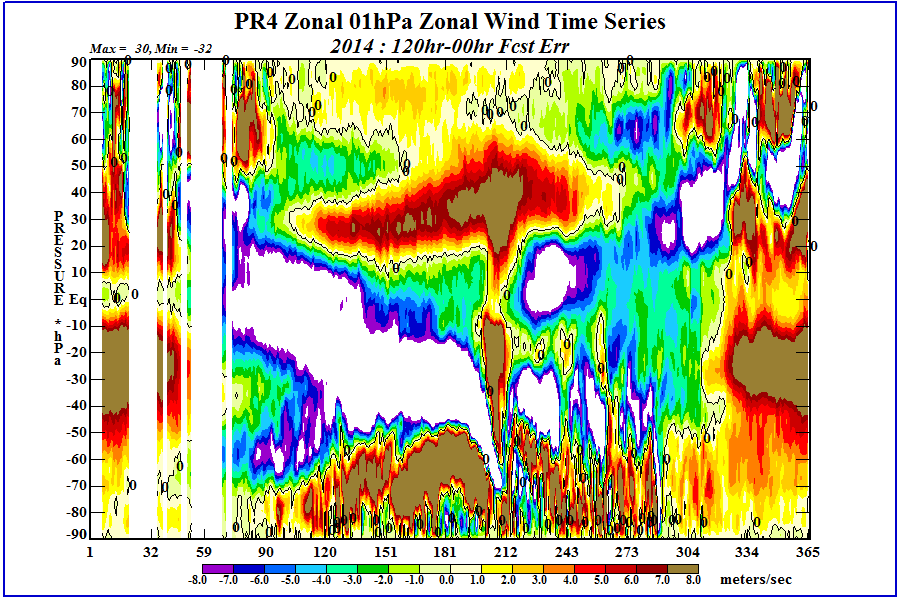 PR4 Zonal 01hPa Zonal Wind Time Series
Max = 30, Min = -32
2014 : 120hr-00hr Fcst Err
90
80
70
60
50
40
30
20
10
Eq
-10
-20
-30
-40
-50
-60
-70
-80
-90
PRESSURE * hPa
1 32 59 90 120 151 181 212 243 273 304 334 365
-8.0 -7.0 -6.0 -5.0 -4.0 -3.0 -2.0 -1.0 0.0 1.0 2.0 3.0 4.0 5.0 6.0 7.0 8.0 meters/sec